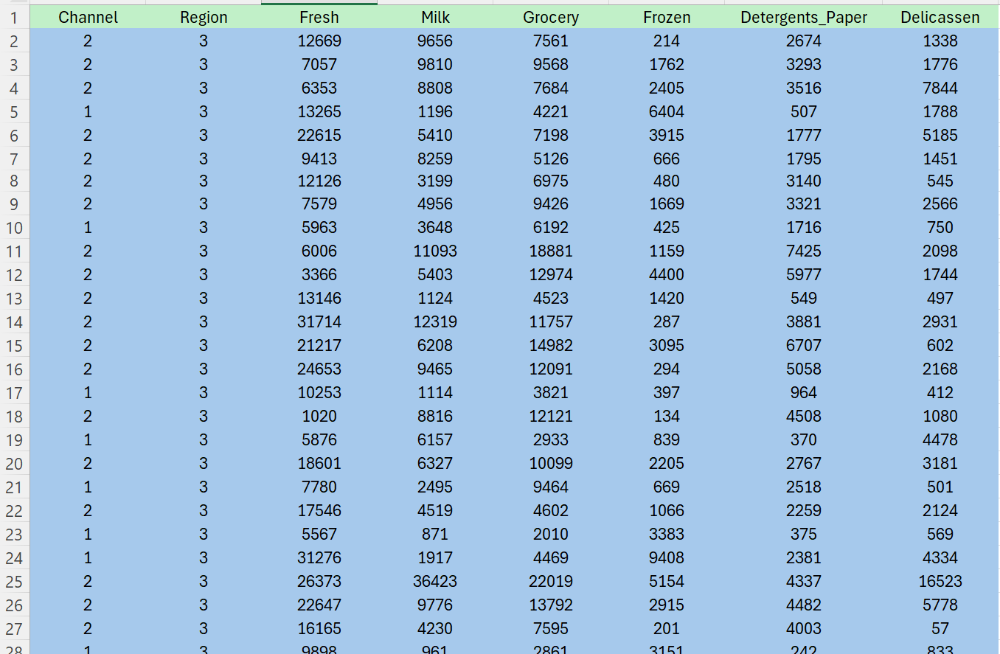 1 Channel Region Fresh Milk Grocery Frozen Detergents_Paper Delicassen
2 2 3 12669 9656 7561 214 2674 1338
3 2 3 7057 9810 9568 1762 3293 1776
4 2 3 6353 8808 7684 2405 3516 7844
5 1 3 13265 1196 4221 6404 507 1788
6 2 3 22615 5410 7198 3915 1777 5185
7 2 3 9413 8259 5126 666 1795 1451
8 2 3 12126 3199 6975 480 3140 545
9 2 3 7579 4956 9426 1669 3321 2566
10 1 3 5963 3648 6192 425 1716 750
11 2 3 6006 11093 18881 1159 7425 2098
12 2 3 3366 5403 12974 4400 5977 1744
13 2 3 13146 1124 4523 1420 549 497
14 2 3 31714 12319 11757 287 3881 2931
15 2 3 21217 6208 14982 3095 6707 602
16 2 3 24653 9465 12091 294 5058 2168
17 1 3 10253 1114 3821 397 964 412
18 2 3 1020 8816 12121 134 4508 1080
19 1 3 5876 6157 2933 839 370 4478
20 2 3 18601 6327 10099 2205 2767 3181
21 1 3 7780 2495 9464 669 2518 501
22 2 3 17546 4519 4602 1066 2259 2124
23 1 3 5567 871 2010 3383 375 569
24 1 3 31276 1917 4469 9408 2381 4334
25 2 3 26373 36423 22019 5154 4337 16523
26 2 3 22647 9776 13792 2915 4482 5778
27 2 3 16165 4230 7595 201 4003 57
28 1 3 9898 961 2861 3151 242 833